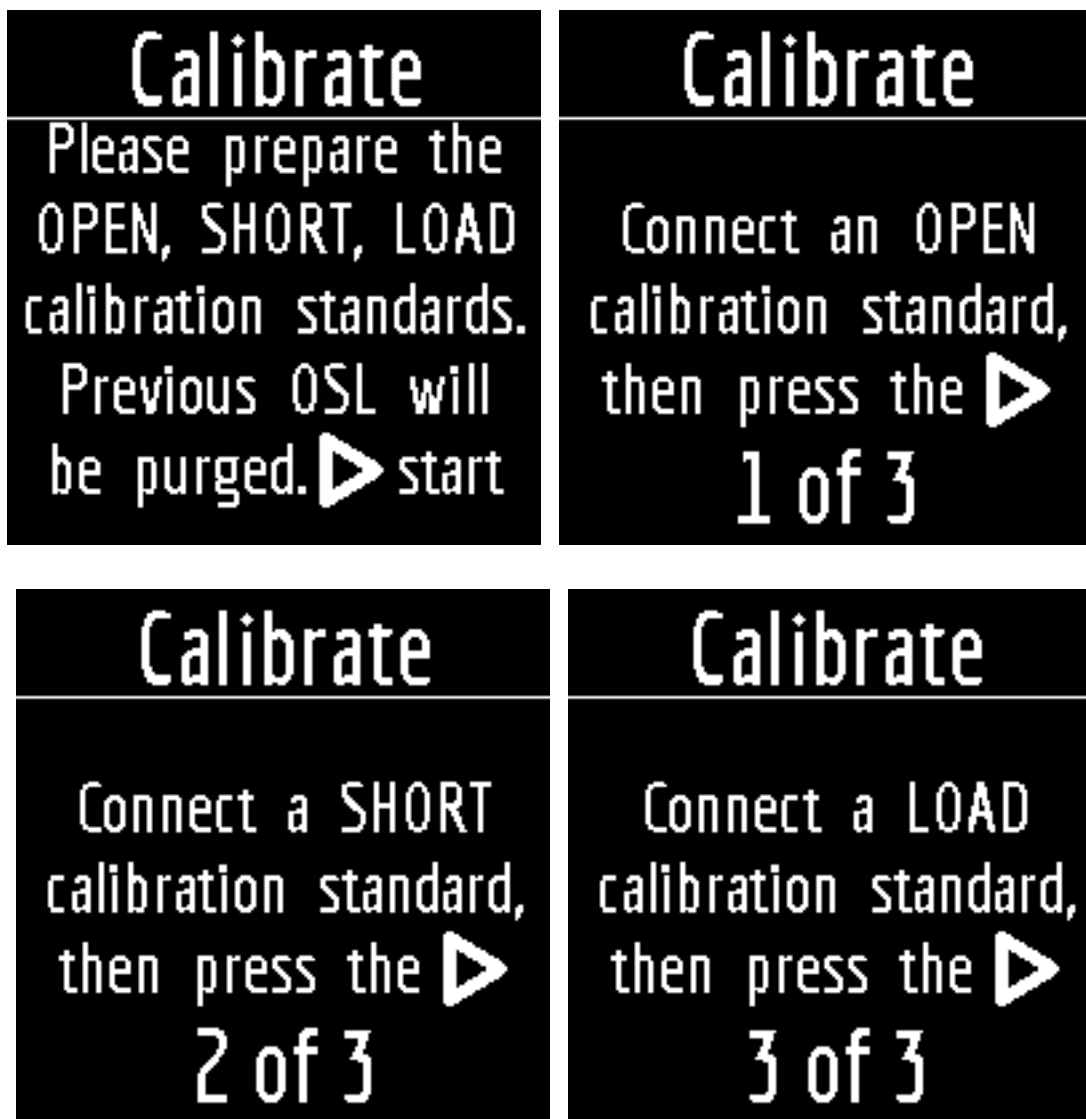 Calibrate
Please prepare the
OPEN, SHORT, LOAD
calibration standards.
Previous OSL will
be purged. start
Calibrate
Connect an OPEN
calibration standard,
then press the
1 of 3
Calibrate
Connect a SHORT
calibration standard,
then press the
2 of 3
Calibrate
Connect a LOAD
calibration standard,
then press the
3 of 3